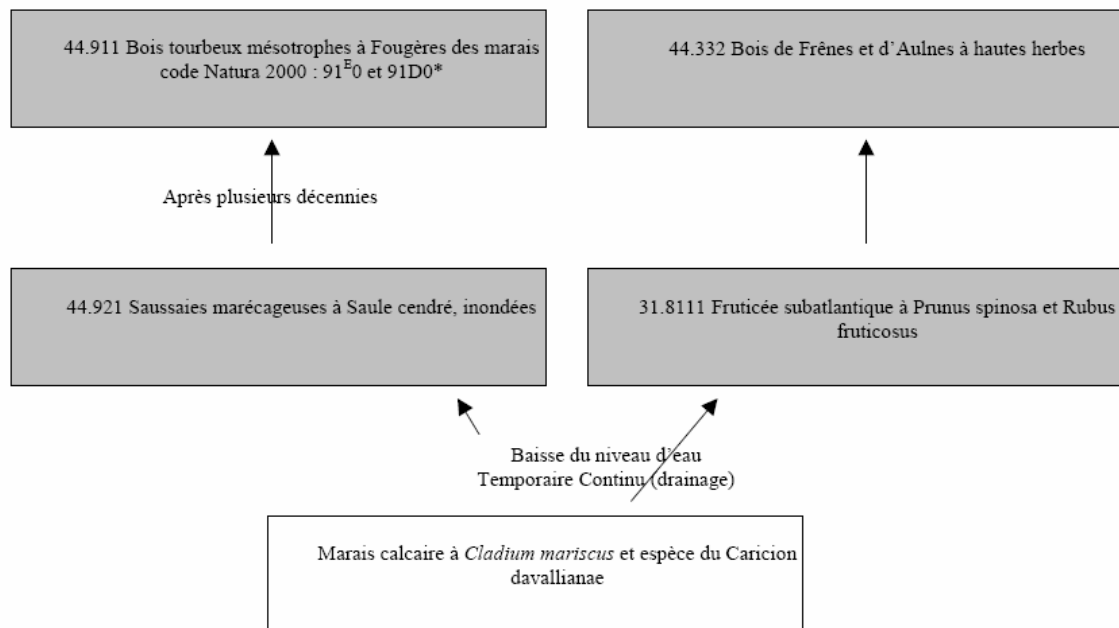 44.911 Bois tourbeux mésotrophes à Fougères des marais
code Natura 2000 : 91E0 et 91D0*
44.332 Bois de Frênes et d'Aulnes à hautes herbes
Après plusieurs décennies
44.921 Saussaies marécageuses à Saule cendré, inondées
31.8111 Fruticée subatlantique à Prunus spinosa et Rubus
fruticosus
Baisse du niveau d'eau
Temporaire Continu (drainage)
Marais calcaire à Cladium mariscus et espèce du Caricion
davallianae